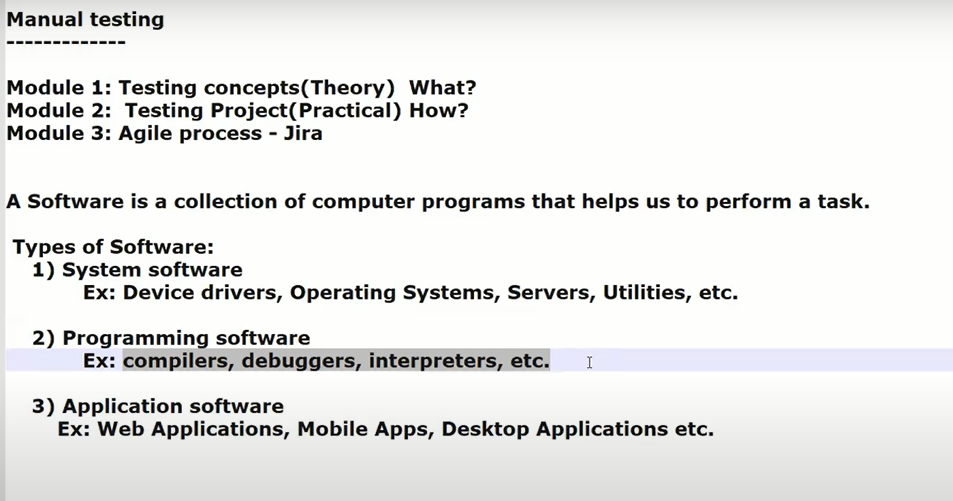 Manual testing
-------------
Module 1: Testing concepts(Theory)  What?
Module 2:  Testing Project(Practical) How?
Module 3: Agile process - Jira
A Software is a collection of computer programs that helps us to perform a task.
Types of Software:
1) System software
Ex: Device drivers, Operating Systems, Servers, Utilities, etc.
2) Programming software
Ex: compilers, debuggers, interpreters, etc.
3) Application software
Ex: Web Applications, Mobile Apps, Desktop Applications etc.